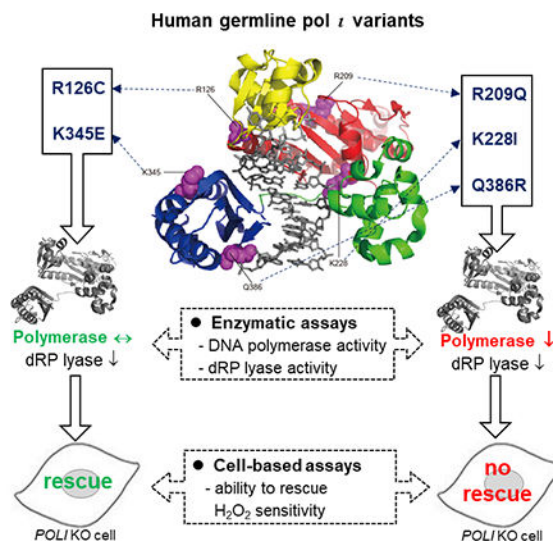 Human germline pol ι variants
R126C
K345E
R126
R209
K345
Q386
K228
R209Q
K228I
Q386R
Polymerase ↔
dRP lyase ↓
● Enzymatic assays
- DNA polymerase activity
- dRP lyase activity
Polymerase ↓
dRP lyase ↓
rescue
POLI KO cell
● Cell-based assays
- ability to rescue
H₂O₂ sensitivity
no
rescue
POLI KO cell